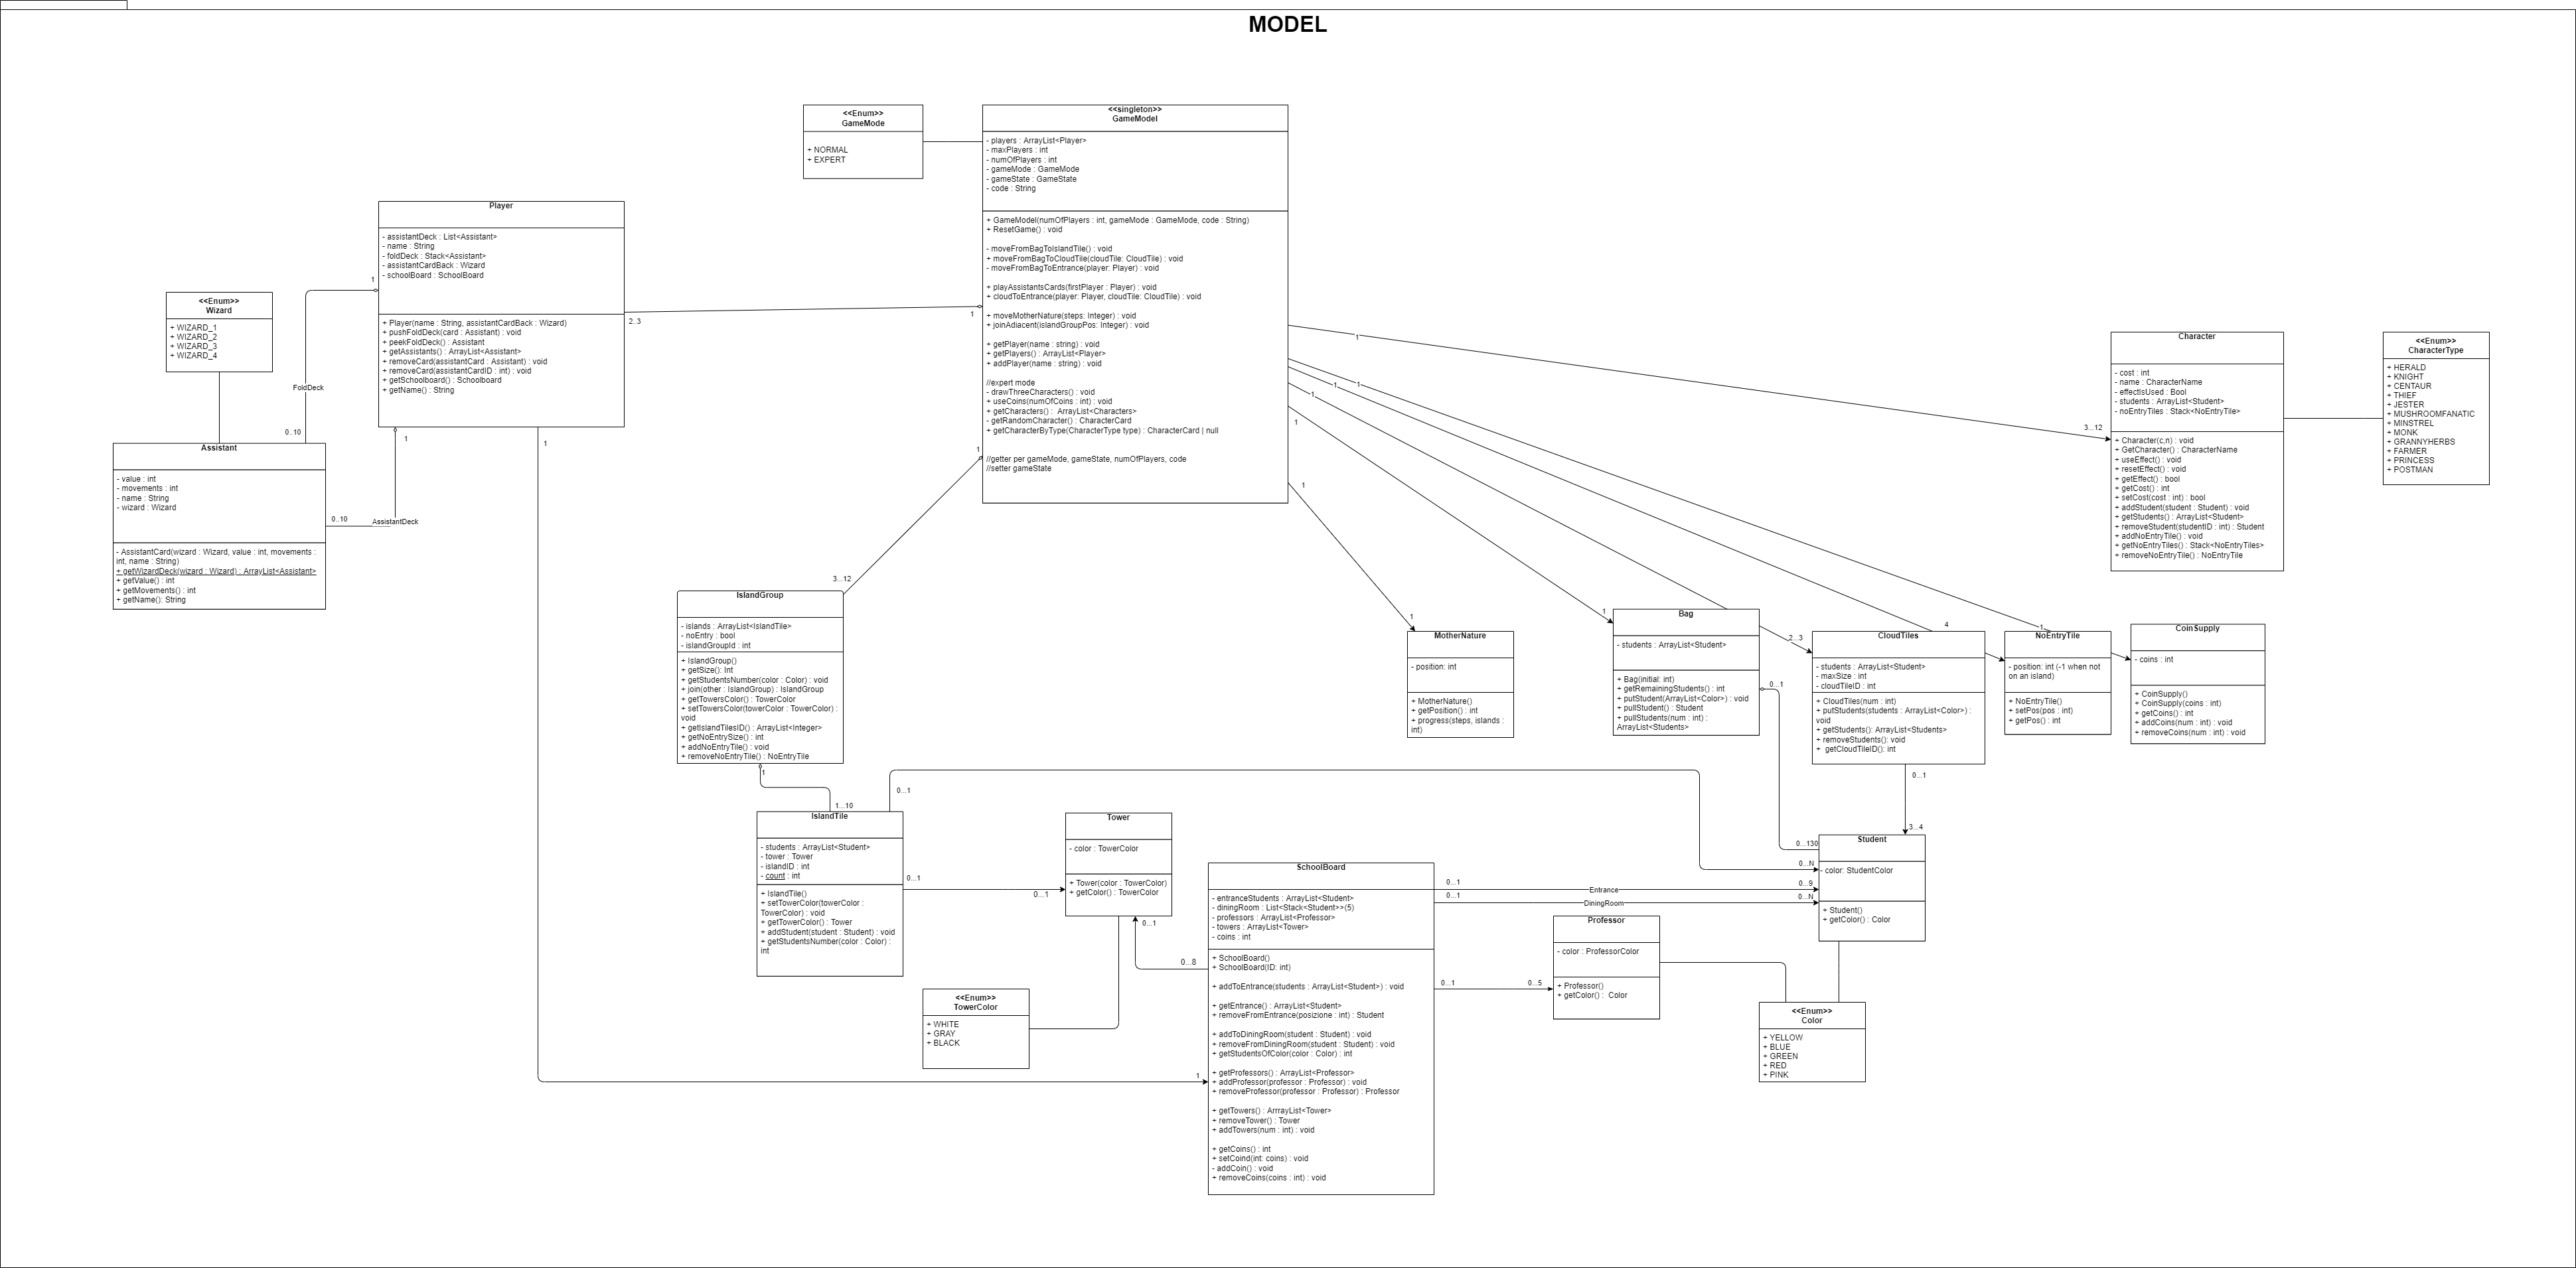 MODEL
<<Enum>>
GameMode
+ NORMAL
+ EXPERT
<<singleton>>
GameModel
- players : ArrayList<Player>
- maxPlayers : int
- numOfPlayers : int
- gameMode : GameMode
- gameState : GameState
- code : String
+ GameModel(numOfPlayers : int, gameMode : GameMode, code : String)
+ ResetGame() : void
- moveFromBagToIslandTile() : void
+ moveFromBagToCloudTile(cloudTile: CloudTile) : void
- moveFromBagToEntrance(player: Player) : void
+ playAssistantsCards(firstPlayer : Player) : void
+ cloudToEntrance(player: Player, cloudTile: CloudTile) : void
+ moveMotherNature(steps: Integer) : void
+ joinAdiacent(islandGroupPos: Integer) : void
+ getPlayer(name : string) : void
+ getPlayers() : ArrayList<Player>
+ addPlayer(name : string) : void
//expert mode
- drawThreeCharacters() : void
+ useCoins(numOfCoins : int) : void
+ getCharacters() :  ArrayList<Characters>
- getRandomCharacter() : CharacterCard
+ getCharacterByType(CharacterType type) : CharacterCard | null
//getter per gameMode, gameState, numOfPlayers, code
//setter gameState
Player
- assistantDeck : List<Assistant>
- name : String
- foldDeck : Stack<Assistant>
- assistantCardBack : Wizard
- schoolBoard : SchoolBoard
+ Player(name : String, assistantCardBack : Wizard)
+ pushFoldDeck(card : Assistant) : void
+ peekFoldDeck() : Assistant
+ getAssistants() : ArrayList<Assistant>
+ removeCard(assistantCard : Assistant) : void
+ removeCard(assistantCardID : int) : void
+ getSchoolboard() : Schoolboard
+ getName() : String
1
2..3
1
<<Enum>>
Wizard
+ WIZARD_1
+ WIZARD_2
+ WIZARD_3
+ WIZARD_4
FoldDeck
0..10
1
1
Assistant
- value : int
- movements : int
- name : String
- wizard : Wizard
- AssistantCard(wizard : Wizard, value : int, movements :
int, name : String)
+ getWizardDeck(wizard : Wizard) : ArrayList<Assistant>
+ getValue() : int
+ getMovements() : int
+ getName(): String
0..10
AssistantDeck
1
1
1
1
1
1
1
1
Character
- cost : int
- name : CharacterName
- effectIsUsed : Bool
- students : ArrayList<Student>
- noEntryTiles : Stack<NoEntryTile>
+ Character(c,n) : void
+ GetCharacter() : CharacterName
+ useEffect() : void
+ resetEffect() : void
+ getEffect() : bool
+ getCost() : int
+ setCost(cost : int) : bool
+ addStudent(student : Student) : void
+ getStudents() : ArrayList<Student>
+ removeStudent(studentID : int) : Student
+ addNoEntryTile() : void
+ getNoEntryTiles() : Stack<NoEntryTiles>
+ removeNoEntryTile() : NoEntryTile
3...12
<<Enum>>
CharacterType
+ HERALD
+ KNIGHT
+ CENTAUR
+ THIEF
+ JESTER
+ MUSHROOMFANATIC
+ MINSTREL
+ MONK
+ GRANNYHERBS
+ FARMER
+ PRINCESS
+ POSTMAN
3...12
IslandGroup
- islands : ArrayList<IslandTile>
- noEntry : bool
- islandGroupId : int
+ IslandGroup()
+ getSize(): Int
+ getStudentsNumber(color : Color) : void
+ join(other : IslandGroup) : IslandGroup
+ getTowersColor() : TowerColor
+ setTowersColor(towerColor : TowerColor) :
void
+ getIslandTilesID() : ArrayList<Integer>
+ getNoEntrySize() : int
+ addNoEntryTile() : void
+ removeNoEntryTile() : NoEntryTile
1
1...10
MotherNature
- position: int
+ MotherNature()
+ getPosition() : int
+ progress(steps, islands :
int)
1
Bag
- students : ArrayList<Student>
+ Bag(initial: int)
+ getRemainingStudents() : int
+ putStudent(ArrayList<Color>) : void
+ pullStudent() : Student
+ pullStudents(num : int) :
ArrayList<Students>
0...1
2...3
CloudTiles
- students : ArrayList<Student>
- maxSize : int
- cloudTileID : int
+ CloudTiles(num : int)
+ putStudents(students : ArrayList<Color>) :
void
+ getStudents(): ArrayList<Students>
+ removeStudents(): void
+  getCloudTileID(): int
4
NoEntryTile
- position: int (-1 when not
on an island)
+ NoEntryTile()
+ setPos(pos : int)
+ getPos() : int
1
CoinSupply
- coins : int
+ CoinSupply()
+ CoinSupply(coins : int)
+ getCoins() : int
+ addCoins(num : int) : void
+ removeCoins(num : int) : void
IslandTile
- students : ArrayList<Student>
- tower : Tower
- islandID : int
- count : int
+ IslandTile()
+ setTowerColor(towerColor :
TowerColor) : void
+ getTowerColor() : Tower
+ addStudent(student : Student) : void
+ getStudentsNumber(color : Color) :
int
0...1
0...1
0...1
Tower
- color : TowerColor
+ Tower(color : TowerColor)
+ getColor() : TowerColor
0...1
0...8
<<Enum>>
TowerColor
+ WHITE
+ GRAY
+ BLACK
SchoolBoard
- entranceStudents : ArrayList<Student>
- diningRoom : List<Stack<Student>>(5)
- professors : ArrayList<Professor>
- towers : ArrayList<Tower>
- coins : int
+ SchoolBoard()
+ SchoolBoard(ID: int)
+ addToEntrance(students : ArrayList<Student>) : void
+ getEntrance() : ArrayList<Student>
+ removeFromEntrance(posizione : int) : Student
+ addToDiningRoom(student : Student) : void
+ removeFromDiningRoom(student : Student) : void
+ getStudentsOfColor(color : Color) : int
+ getProfessors() : ArrayList<Professor>
+ addProfessor(professor : Professor) : void
+ removeProfessor(professor : Professor) : Professor
+ getTowers() : ArrrayList<Tower>
+ removeTower() : Tower
+ addTowers(num : int) : void
+ getCoins() : int
+ setCoind(int: coins) : void
- addCoin() : void
+ removeCoins(coins : int) : void
1
0...1
Entrance
0...9
0...1
DiningRoom
0...N
0...1
0...5
Professor
- color : ProfessorColor
+ Professor()
+ getColor() :  Color
0...1
3...4
0...130
0...N
Student
- color: StudentColor
+ Student()
+ getColor() : Color
<<Enum>>
Color
+ YELLOW
+ BLUE
+ GREEN
+ RED
+ PINK